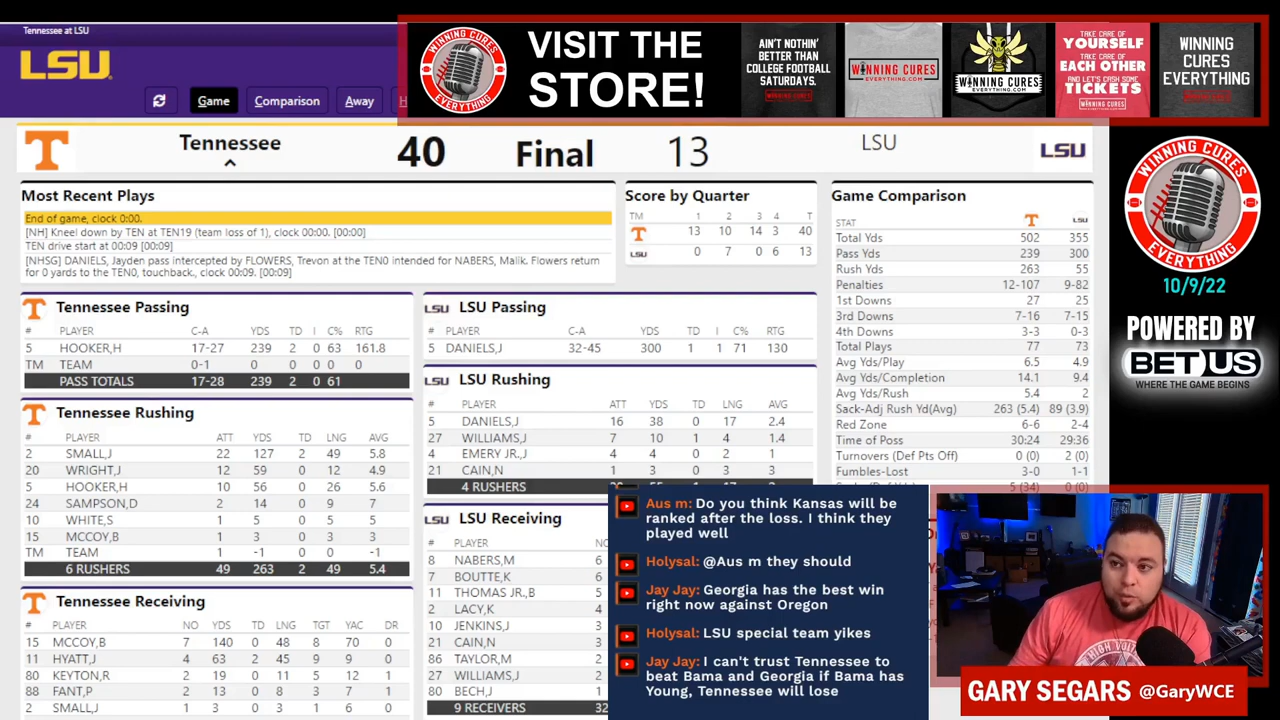 Tennessee at LSU
LSU
Game
Comparison
Away
VISIT THE
STORE!
WINNING CURES
EVERYTHING
AIN'T NOTHIN'
BETTER THAN
COLLEGE FOOTBALL
SATURDAYS.
WINNING CURES
WINNING CURES
EVERYTHING.COM
WINNING CURES
EVERYTHING.COM
TAKE CARE OF
YOURSELF
TAKE CARE OF
EACH OTHER
AND LET'S CASH SOME
TICKETS
WINNING CURES
WINNING
CURES
EVERYTHING
T Tennessee 40 Final 13 LSU LSU
Most Recent Plays
End of game, clock 0:00.
[NH] Kneel down by TEN at TEN19 (team loss of 1), clock 00:00. [00:00]
TEN drive start at 00:09 [00:09]
[NHSG] DANIELS, Jayden pass intercepted by FLOWERS, Trevon at the TEN0 intended for NABERS, Malik. Flowers return
for 0 yards to the TEN0, touchback., clock 00:09. [00:09]
Score by Quarter
TM 1 2 3 4 T
T 13 10 14 3 40
LSU 0 7 0 6 13
Game Comparison
STAT T LSU
Total Yds 502 355
Pass Yds 239 300
Rush Yds 263 55
Penalties 12-107 9-82
1st Downs 27 25
3rd Downs 7-16 7-15
4th Downs 3-3 0-3
Total Plays 77 73
Avg Yds/Play 6.5 4.9
Avg Yds/Completion 14.1 9.4
Avg Yds/Rush 5.4 2
Sack-Adj Rush Yd(Avg) 263 (5.4) 89 (3.9)
Red Zone 6-6 2-4
Time of Poss 30:24 29:36
Turnovers (Def Pts Off) 0 (0) 2 (0)
Fumbles-Lost 3-0 1-1
T Tennessee Passing
# PLAYER C-A YDS TD I C% RTG
5 HOOKER,H 17-27 239 2 0 63 161.8
TM TEAM 0-1 0 0 0 0 0
PASS TOTALS 17-28 239 2 0 61
T Tennessee Rushing
# PLAYER ATT YDS TD LNG AVG
2 SMALL,J 22 127 2 49 5.8
20 WRIGHT,J 12 59 0 12 4.9
5 HOOKER,H 10 56 0 26 5.6
24 SAMPSON,D 2 14 0 9 7
10 WHITE,S 1 5 0 5 5
15 MCCOY,B 1 3 0 3 3
TM TEAM 1 -1 0 0 -1
6 RUSHERS 49 263 2 49 5.4
T Tennessee Receiving
# PLAYER NO YDS TD LNG TGT YAC DR
15 MCCOY,B 7 140 0 48 8 70 0
11 HYATT,J 4 63 2 45 9 9 0
80 KEYTON,R 2 19 0 11 5 12 1
88 FANT,P 2 13 0 8 3 7 1
2 SMALL,J 1 3 0 3 1 6 0
LSU LSU Passing
# PLAYER C-A YDS TD I C% RTG
5 DANIELS,J 32-45 300 1 1 71 130
LSU LSU Rushing
# PLAYER ATT YDS TD LNG AVG
5 DANIELS,J 16 38 0 17 2.4
27 WILLIAMS,J 7 10 1 4 1.4
4 EMERY JR.,J 4 4 0 2 1
21 CAIN,N 1 3 0 3 3
4 RUSHERS
LSU LSU Receiving
# PLAYER
8 NABERS,M 6
7 BOUTTE,K 6
11 THOMAS JR.,B 5
2 LACY,K 4
10 JENKINS,J 3
21 CAIN,N 3
86 TAYLOR,M 2
80 BECH,J 1
9 RECEIVERS 32
Aus m: Do you think Kansas will be
ranked after the loss. I think they
played well
Holysal: @Aus m they should
Jay Jay: Georgia has the best win
right now against Oregon
Holysal: LSU special team yikes
Jay Jay: I can't trust Tennessee to
beat Bama and Georgia if Bama has
Young, Tennessee will lose
WINNING CURES
EVERYTHING
10/9/22
POWERED BY
BETUS
WHERE THE GAME BEGINS
GARY SEGARS @GaryWCE